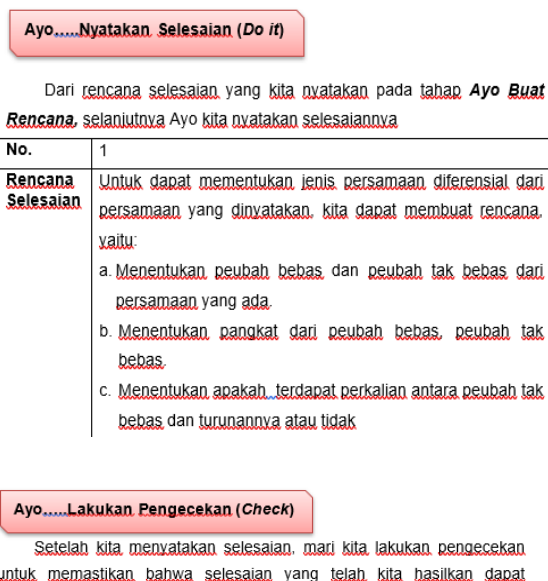 Ayo.....Nyatakan Selesaian (Do it)
Dari rencana selesaian yang kita nyatakan pada tahap Ayo Buat
Rencana, selanjutnya Ayo kita nyatakan selesaiannya
No. 1
Rencana Selesaian
Untuk dapat mementukan jenis persamaan diferensial dari
persamaan yang dinyatakan, kita dapat membuat rencana,
yaitu:
a. Menentukan peubah bebas dan peubah tak bebas dari
persamaan yang ada.
b. Menentukan pangkat dari peubah bebas, peubah tak
bebas.
c. Menentukan apakah terdapat perkalian antara peubah tak
bebas dan turunannya atau tidak
Ayo.....Lakukan Pengecekan (Check)
Setelah kita menyatakan selesaian, mari kita lakukan pengecekan
untuk memastikan bahwa selesaian yang telah kita hasilkan dapat